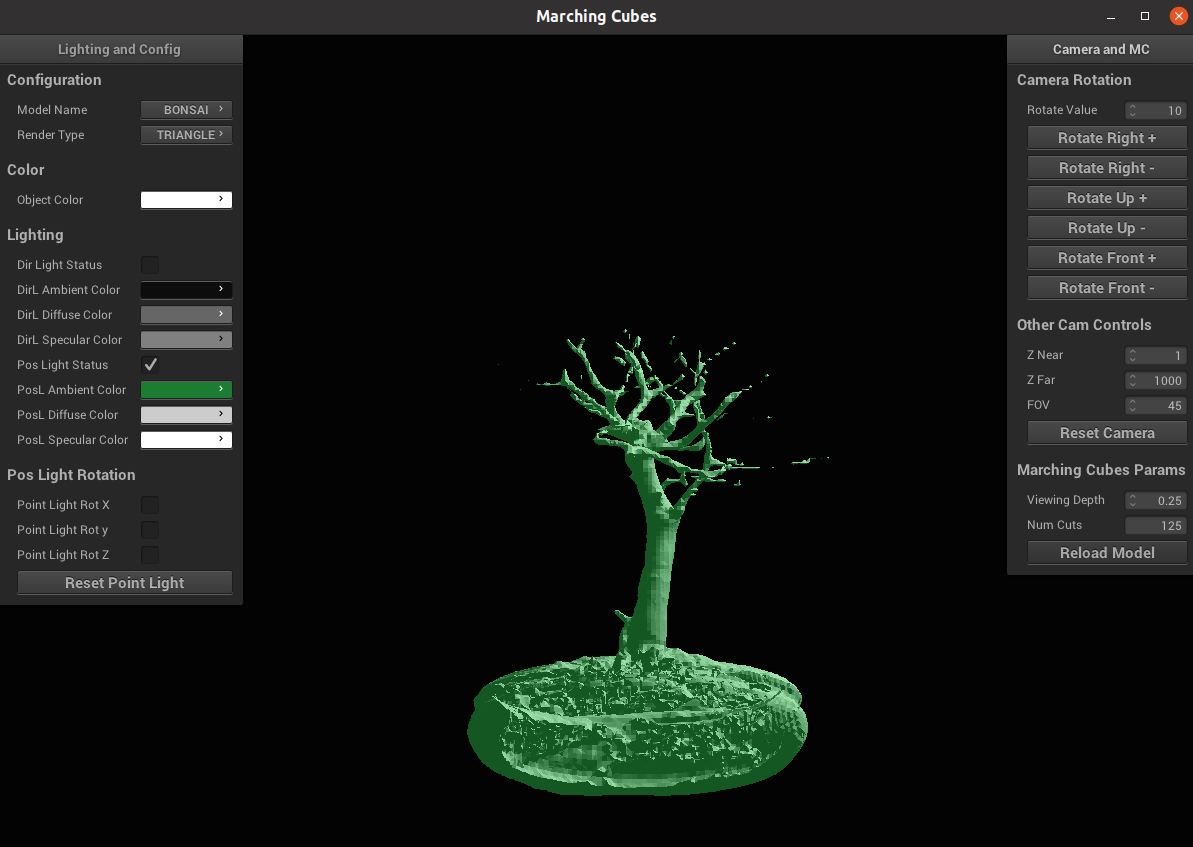 Marching Cubes
Lighting and Config
Configuration
Model Name BONSAI
Render Type TRIANGLE
Color
Object Color
Lighting
Dir Light Status
DirL Ambient Color
DirL Diffuse Color
DirL Specular Color
Pos Light Status
PosL Ambient Color
PosL Diffuse Color
PosL Specular Color
Pos Light Rotation
Point Light Rot X
Point Light Rot y
Point Light Rot Z
Reset Point Light
Camera and MC
Camera Rotation
Rotate Value 10
Rotate Right +
Rotate Right -
Rotate Up +
Rotate Up -
Rotate Front +
Rotate Front -
Other Cam Controls
Z Near 1
Z Far 1000
FOV 45
Reset Camera
Marching Cubes Params
Viewing Depth 0.25
Num Cuts 125
Reload Model